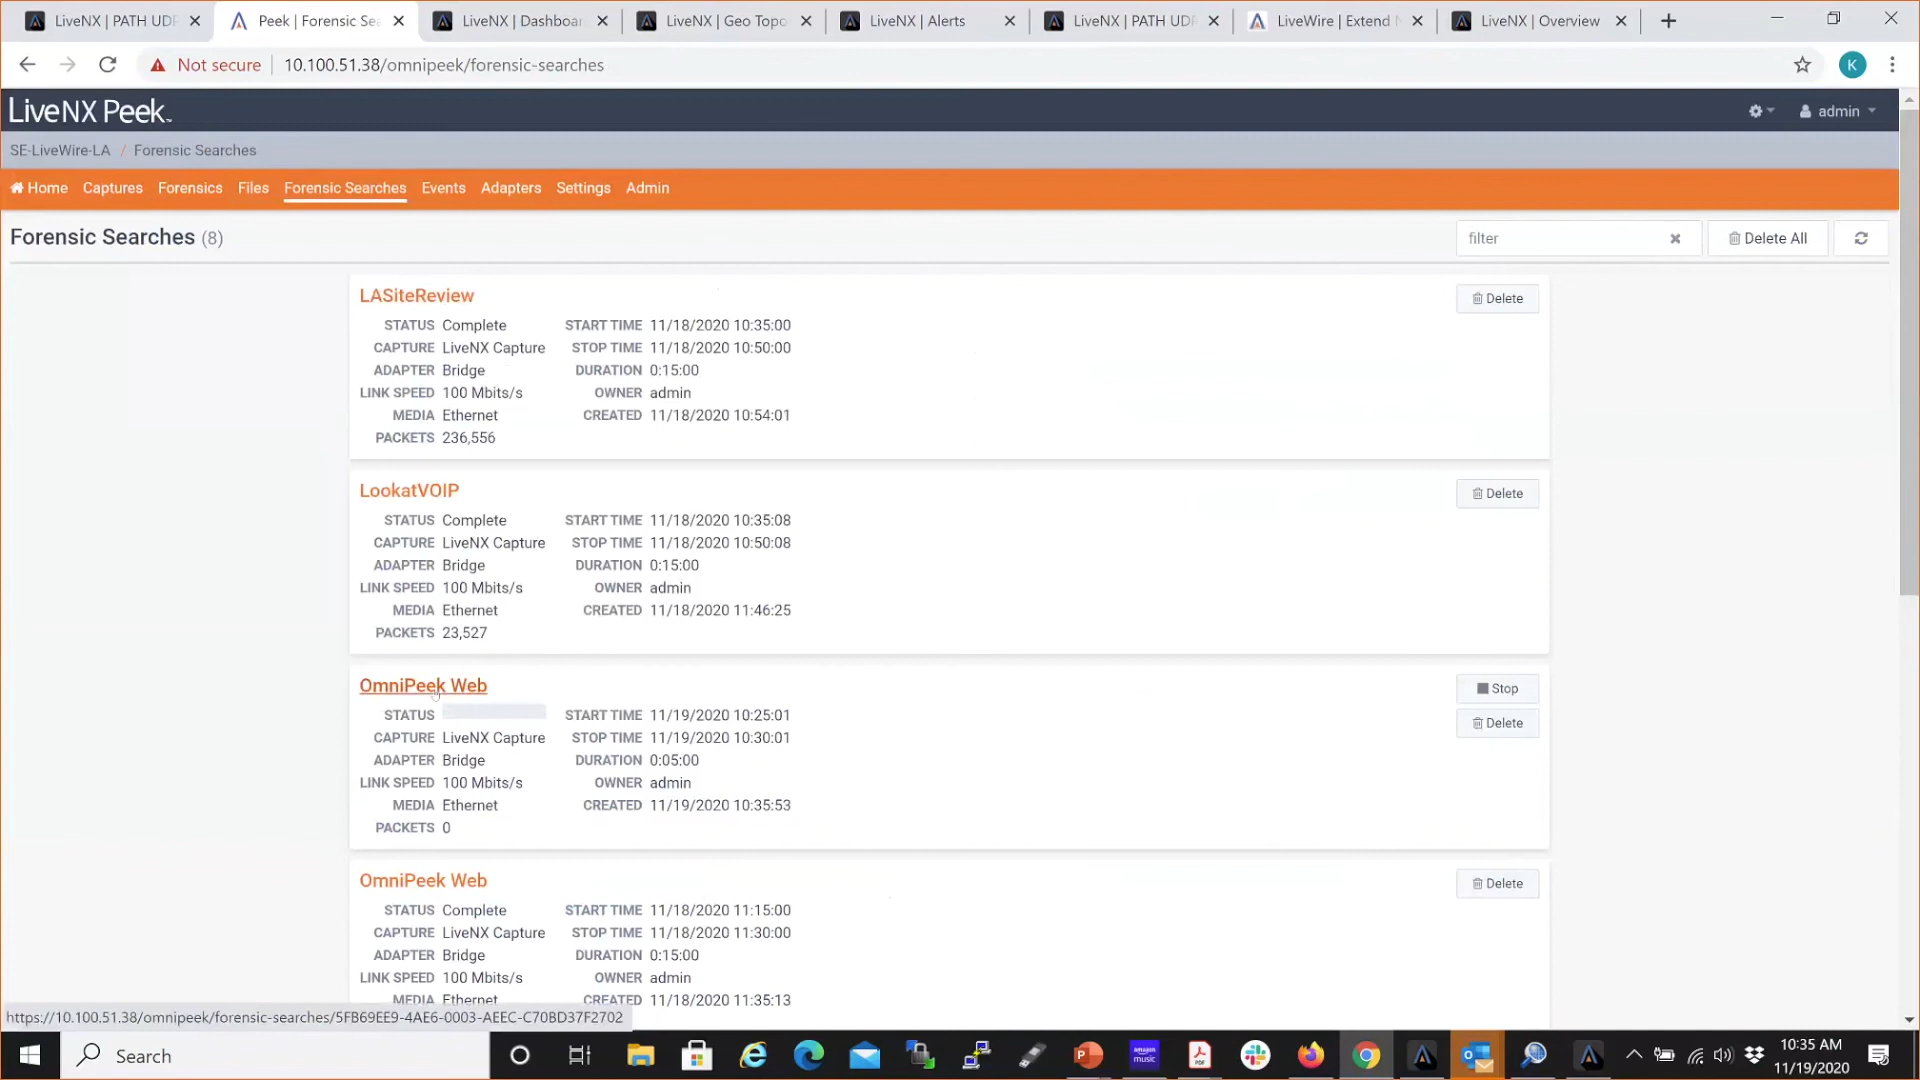 LiveNX | PATH UDP
Peek | Forensic Sea
LiveNX | Dashboar
LiveNX | Geo Topo
LiveNX | Alerts
LiveNX | PATH UDP
LiveWire | Extend N
LiveNX | Overview
Not secure
10.100.51.38/omnipeek/forensic-searches
K
LiveNX Peek
admin
SE-LiveWire-LA / Forensic Searches
Home Captures Forensics Files Forensic Searches Events Adapters Settings Admin
Forensic Searches (8)
filter
Delete All
LASiteReview
Delete
STATUS Complete START TIME 11/18/2020 10:35:00
CAPTURE LiveNX Capture STOP TIME 11/18/2020 10:50:00
ADAPTER Bridge DURATION 0:15:00
LINK SPEED 100 Mbits/s OWNER admin
MEDIA Ethernet CREATED 11/18/2020 10:54:01
PACKETS 236,556
LookatVOIP
Delete
STATUS Complete START TIME 11/18/2020 10:35:08
CAPTURE LiveNX Capture STOP TIME 11/18/2020 10:50:08
ADAPTER Bridge DURATION 0:15:00
LINK SPEED 100 Mbits/s OWNER admin
MEDIA Ethernet CREATED 11/18/2020 11:46:25
PACKETS 23,527
OmniPeek Web
Stop
STATUS START TIME 11/19/2020 10:25:01
Delete
CAPTURE LiveNX Capture STOP TIME 11/19/2020 10:30:01
ADAPTER Bridge DURATION 0:05:00
LINK SPEED 100 Mbits/s OWNER admin
MEDIA Ethernet CREATED 11/19/2020 10:35:53
PACKETS 0
OmniPeek Web
Delete
STATUS Complete START TIME 11/18/2020 11:15:00
CAPTURE LiveNX Capture STOP TIME 11/18/2020 11:30:00
ADAPTER Bridge DURATION 0:15:00
LINK SPEED 100 Mbits/s OWNER admin
MEDIA Ethernet CREATED 11/18/2020 11:35:13
https://10.100.51.38/omnipeek/forensic-searches/5FB69EE9-4AE6-0003-AEEC-C70BD37F2702
Search
amazon music
10:35 AM
11/19/2020